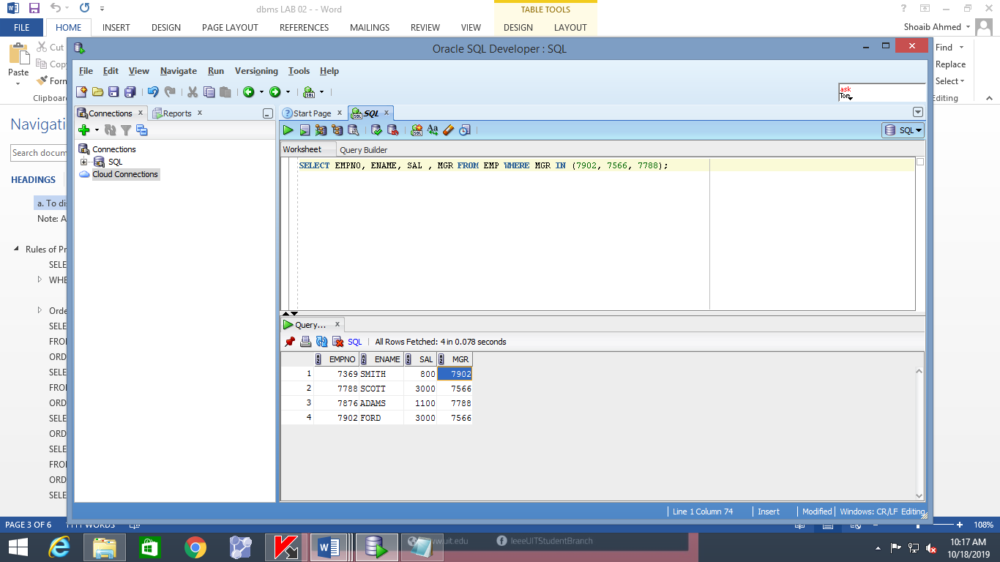 dbms LAB 02 - - Word
TABLE TOOLS
FILE HOME INSERT DESIGN PAGE LAYOUT REFERENCES MAILINGS REVIEW VIEW DESIGN LAYOUT
Shoaib Ahmed
Cut
Paste
Clipboard
Find
Replace
Select
Editing
Navigati
Search docum
HEADINGS
a. To di
Note: A
Rules of Pr
SELE
WHE
Orde
SELE
FRO
ORD
SELE
FRO
ORD
SELE
ORD
SELE
FRO
ORD
SELE
Oracle SQL Developer : SQL
File Edit View Navigate Run Versioning Tools Help
ask
Tom
Connections
Reports
Connections
SQL
Cloud Connections
Start Page
SQL
SQL
Worksheet
Query Builder
SELECT EMPNO, ENAME, SAL , MGR FROM EMP WHERE MGR IN (7902, 7566, 7788);
Query...
SQL
All Rows Fetched: 4 in 0.078 seconds
EMPNO ENAME SAL MGR
1 7369 SMITH 800 7902
2 7788 SCOTT 3000 7566
3 7876 ADAMS 1100 7788
4 7902 FORD 3000 7566
Line 1 Column 74
Insert
Modified
Windows: CR/LF
Editing
PAGE 3 OF 6
WORDS
108%
IeeeUITStudentBranch
10:17 AM
10/18/2019